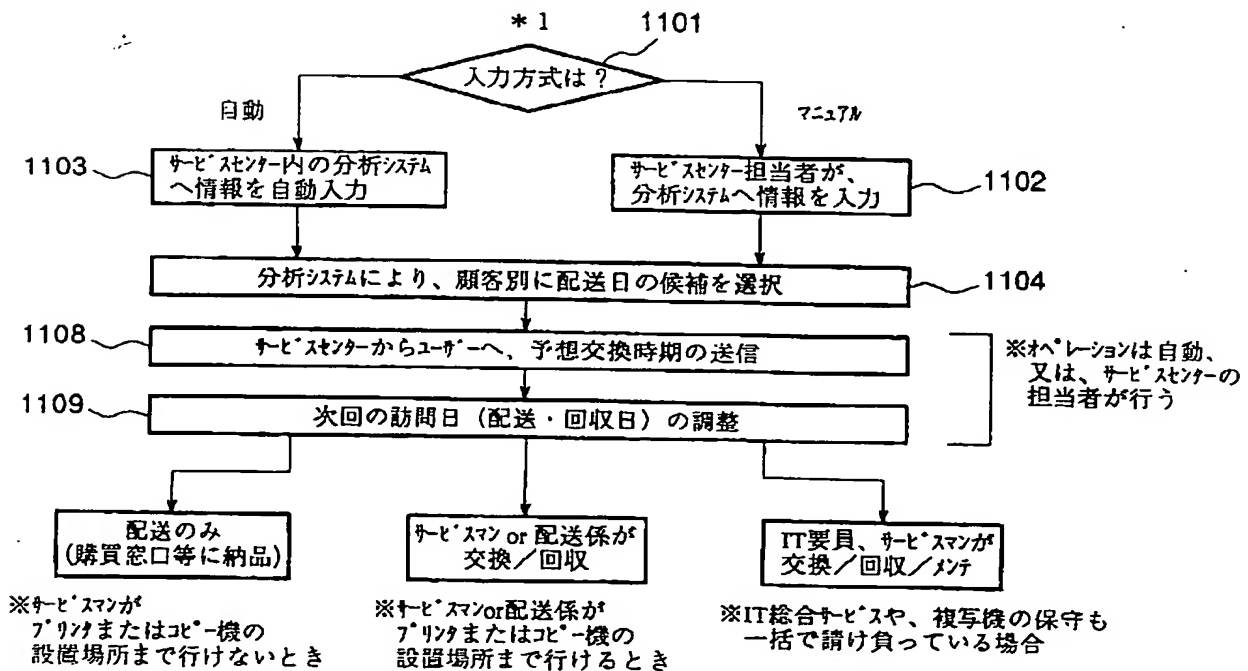 *1
1101
入力方式は？
自動
マニュアル
1103
サービスセンター内の分析システム
へ情報を自動入力
サービスセンター担当者が、
分析システムへ情報を入力
1102
分析システムにより、顧客別に配送日の候補を選択
1104
1108
サービスセンターからユーザーへ、予想交換時期の送信
1109
次回の訪問日（配送・回収日）の調整
※オペレーションは自動、
又は、サービスセンターの
担当者が行う
配送のみ
(購買窓口等に納品)
サービスマン or 配送係が
交換／回収
IT要員、サービスマンが
交換／回収／メンテ
※サービスマンが
プリンタまたはコピー機の
設置場所まで行けないとき
※サービスマンor配送係が
プリンタまたはコピー機の
設置場所まで行けるとき
※IT総合サービスや、複写機の保守も
一括で請け負っている場合